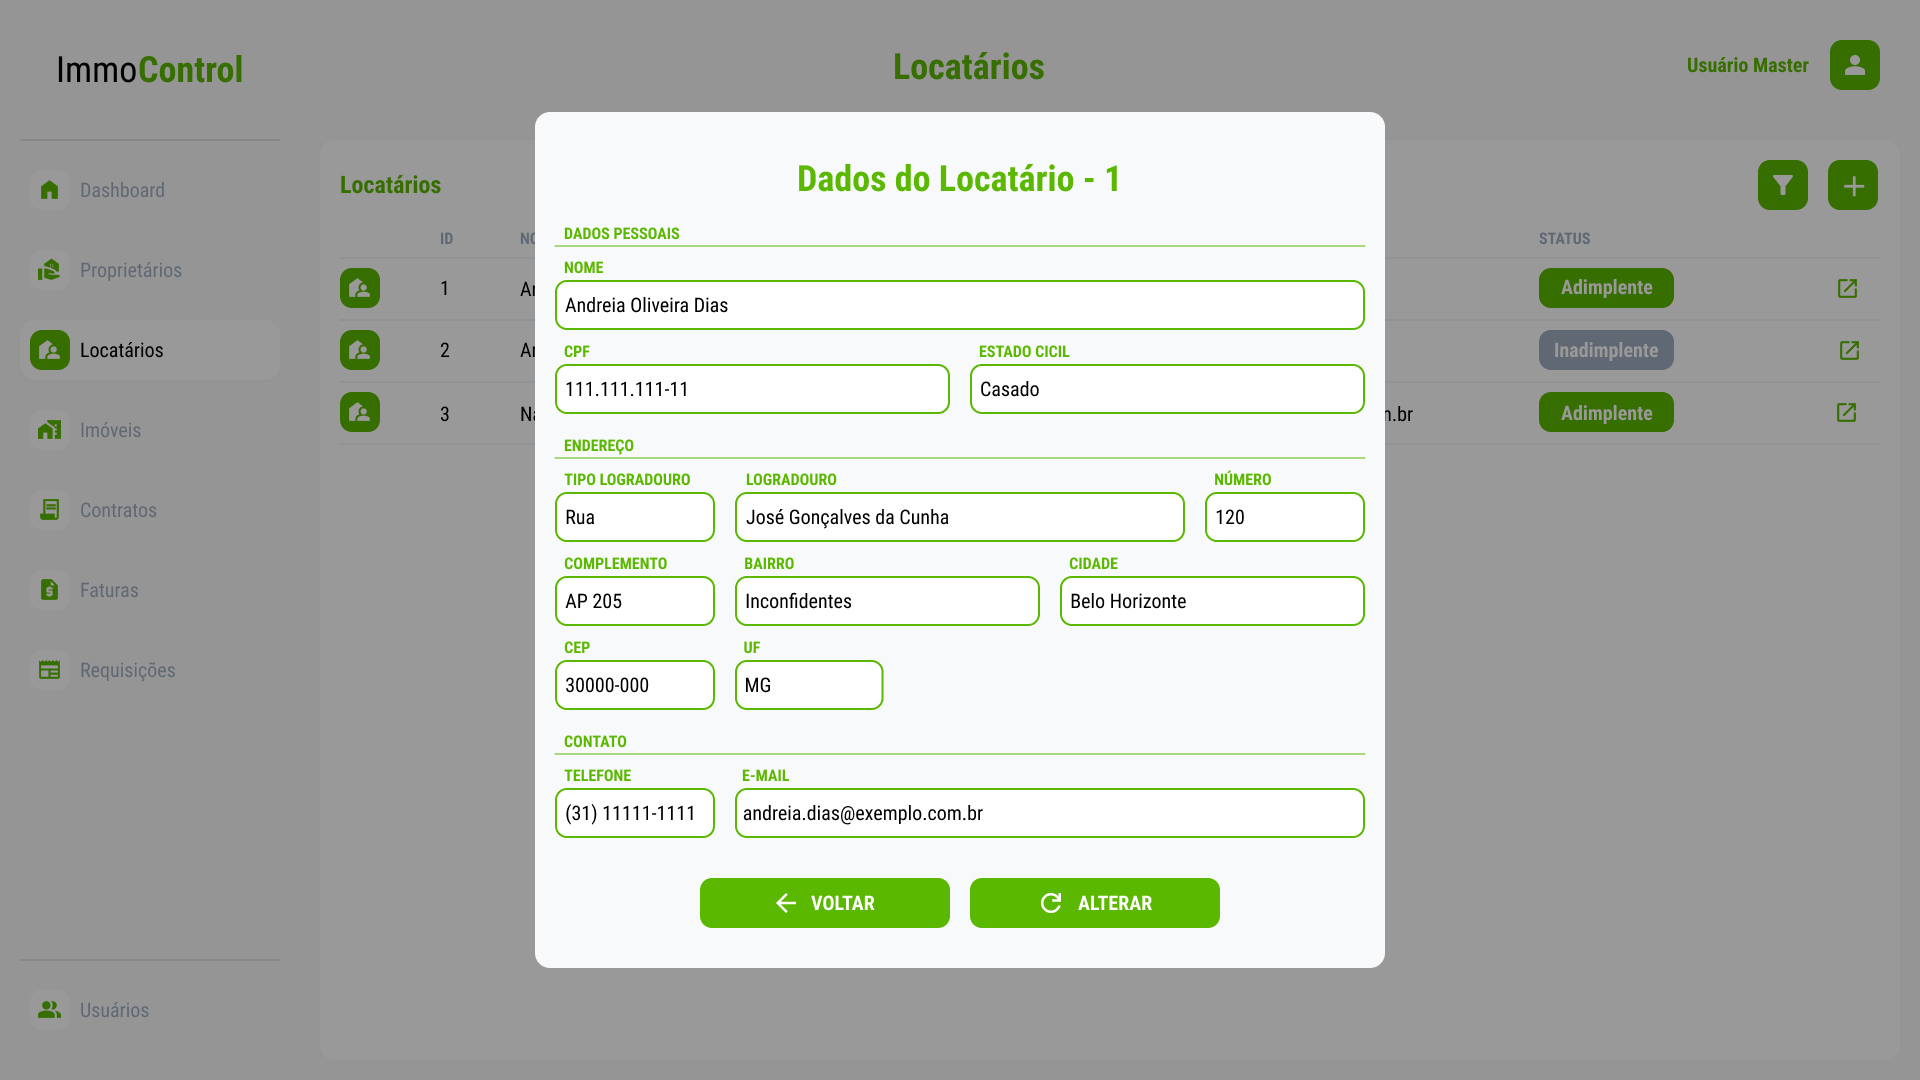 ImmoControl
Locatários
Usuário Master
Dashboard
Proprietários
Locatários
Imóveis
Contratos
Faturas
Requisições
Usuários
Locatários
ID
STATUS
1
Adimplente
2
Inadimplente
3
m.br
Adimplente
Dados do Locatário - 1
DADOS PESSOAIS
NOME
Andreia Oliveira Dias
CPF
ESTADO CICIL
111.111.111-11
Casado
ENDEREÇO
TIPO LOGRADOURO
LOGRADOURO
NÚMERO
Rua
José Gonçalves da Cunha
120
COMPLEMENTO
BAIRRO
CIDADE
AP 205
Inconfidentes
Belo Horizonte
CEP
UF
30000-000
MG
CONTATO
TELEFONE
E-MAIL
(31) 11111-1111
andreia.dias@exemplo.com.br
VOLTAR
ALTERAR